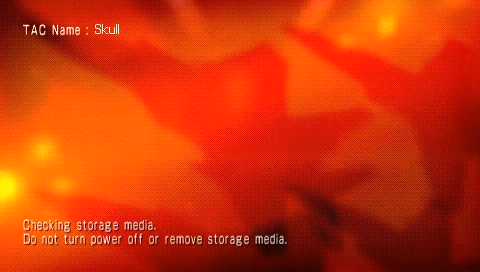 TAC Name : Skull
Checking storage media.
Do not turn power off or remove storage media.